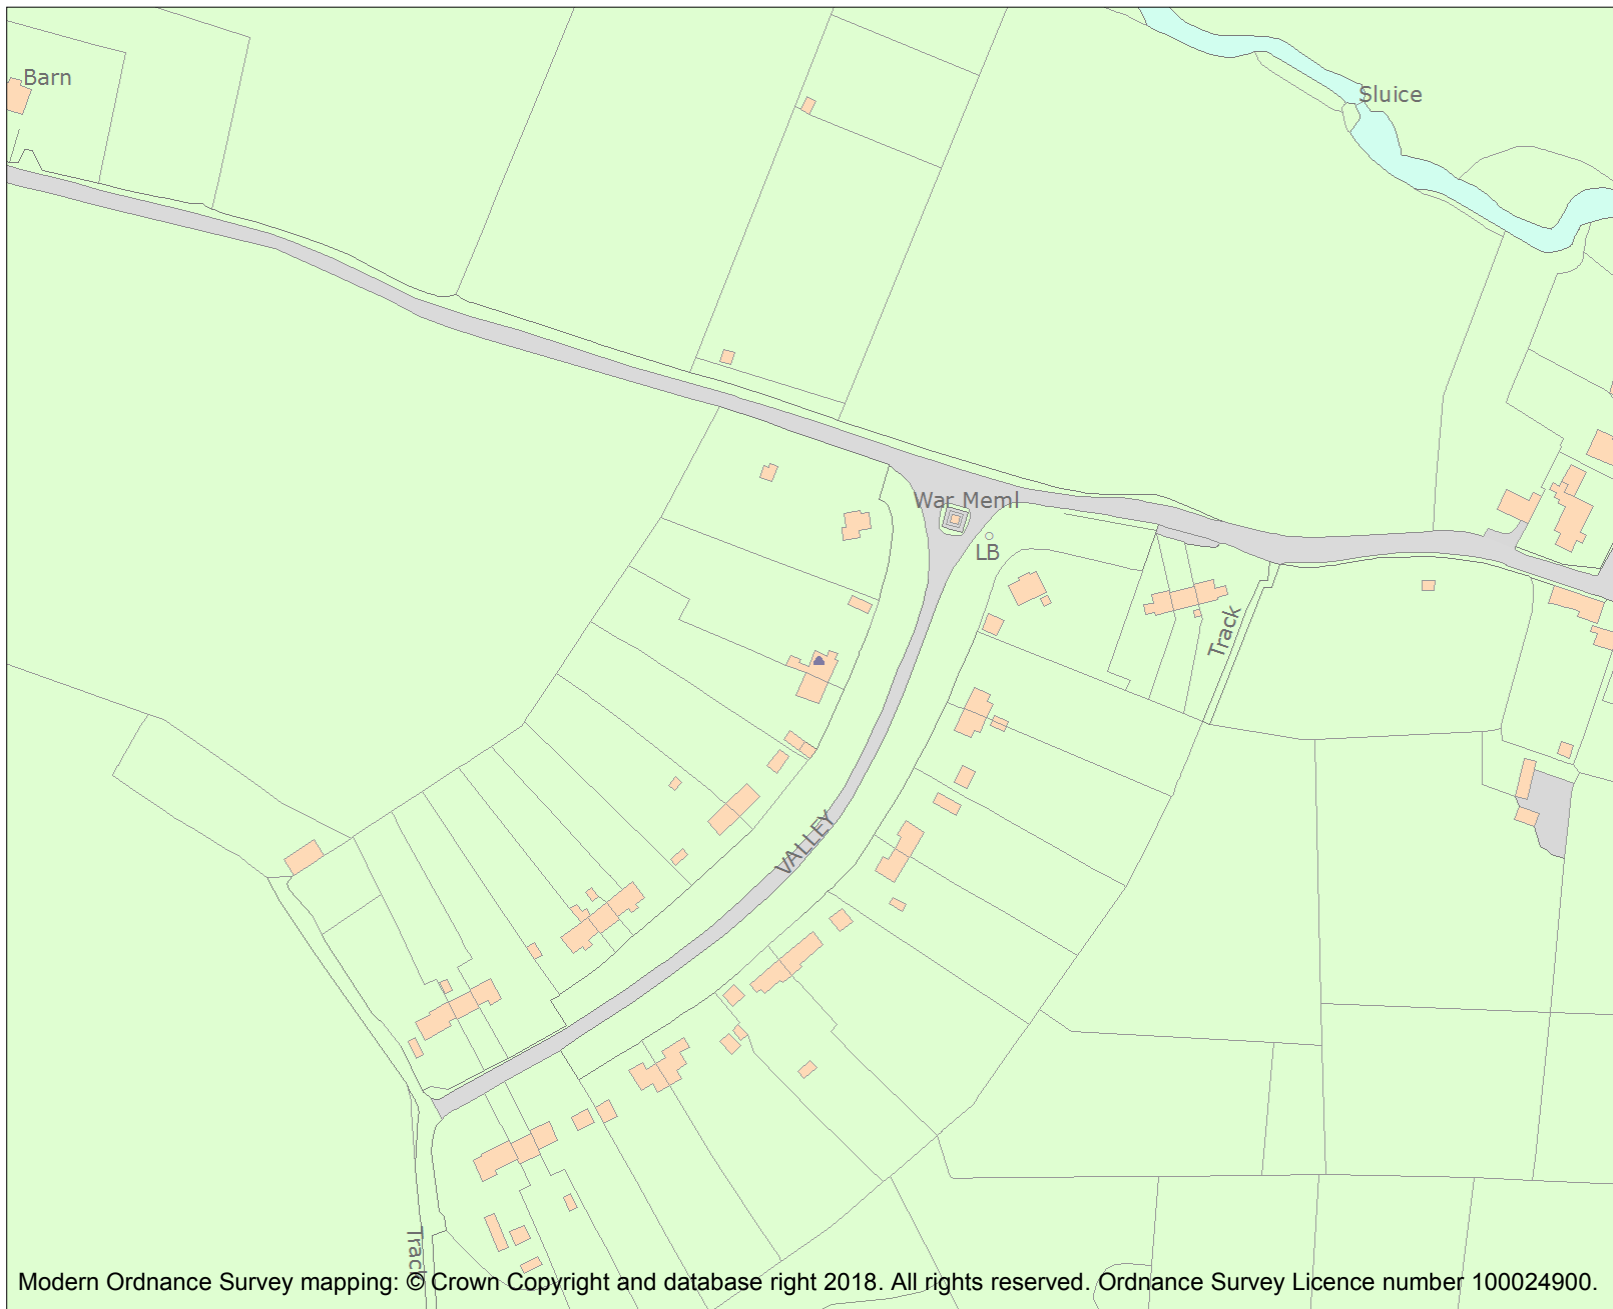 Barn
Sluice
War Meml
LB
Track
VALLEY
Track
Modern Ordnance Survey mapping: © Crown Copyright and database right 2018. All rights reserved. Ordnance Survey Licence number 100024900.